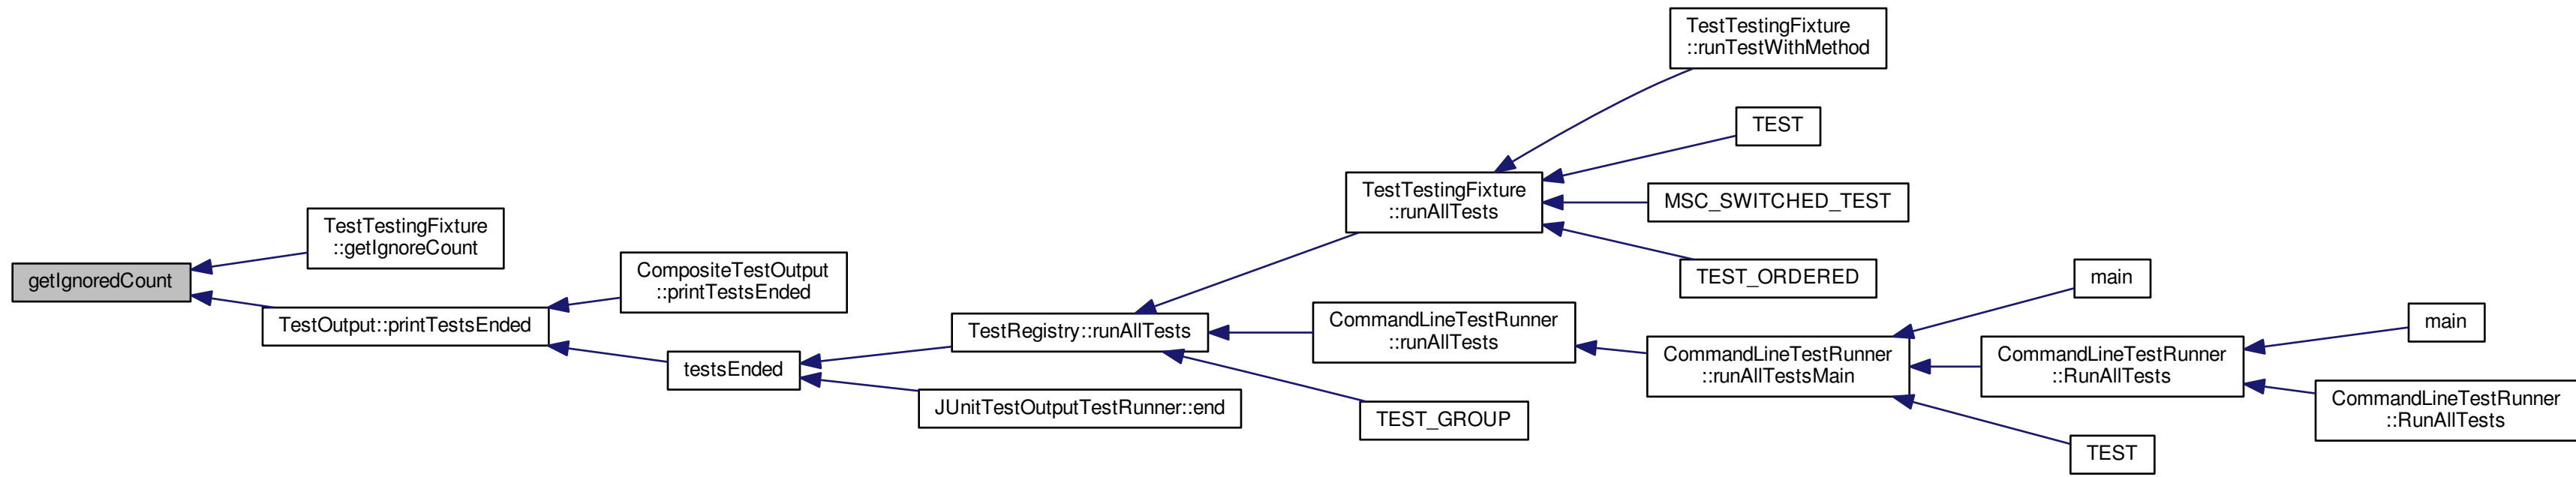 getIgnoredCount
TestTestingFixture
::getIgnoreCount
TestOutput::printTestsEnded
CompositeTestOutput
::printTestsEnded
testsEnded
TestRegistry::runAllTests
JUnitTestOutputTestRunner::end
TestTestingFixture
::runAllTests
CommandLineTestRunner
::runAllTests
TEST_GROUP
TestTestingFixture
::runTestWithMethod
TEST
MSC_SWITCHED_TEST
TEST_ORDERED
CommandLineTestRunner
::runAllTestsMain
main
CommandLineTestRunner
::RunAllTests
TEST
main
CommandLineTestRunner
::RunAllTests